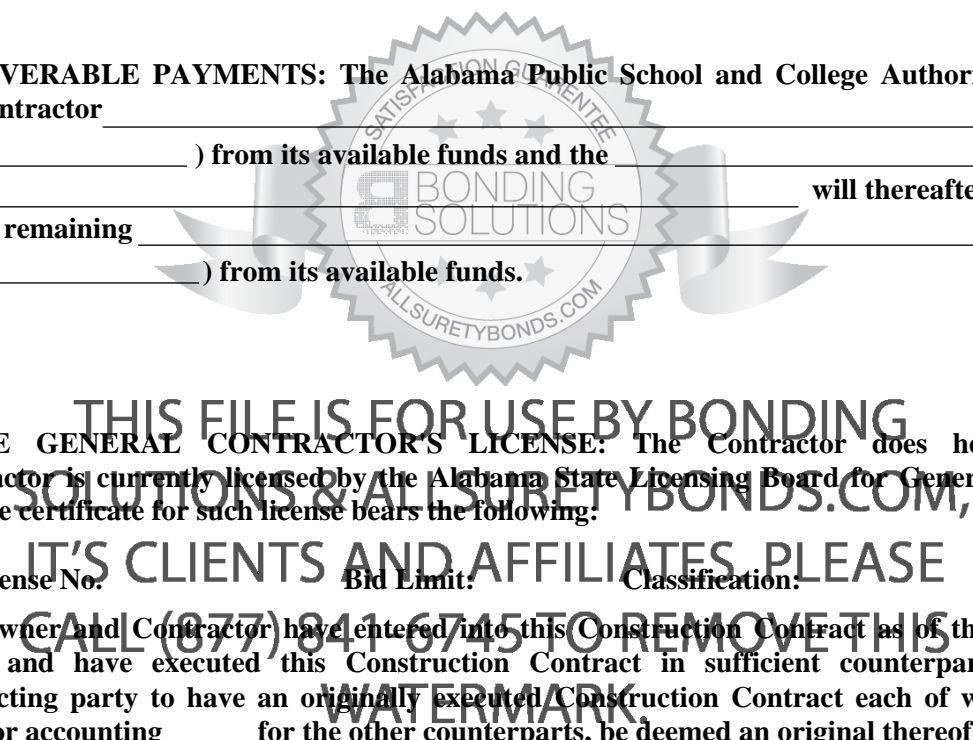 VERABLE PAYMENTS: The Alabama Public School and College Authori
ntractor
) from its available funds and the
will thereafte
remaining
) from its available funds.
SATISFACTION GUARENTEE
BONDING
SOLUTIONS
ALLSURETYBONDS.COM
THIS FILE IS FOR USE BY BONDING
SOLUTIONS & ALLSURETYBONDS.COM,
IT'S CLIENTS AND AFFILIATES. PLEASE
CALL (877) 841-6745 TO REMOVE THIS
WATERMARK.
E GENERAL CONTRACTOR'S LICENSE: The Contractor does he
actor is currently licensed by the Alabama State Licensing Board for Gener
e certificate for such license bears the following:
ense No: Bid Limit: Classification:
wner and Contractor have entered into this Construction Contract as of th
and have executed this Construction Contract in sufficient counterpar
cting party to have an originally executed Construction Contract each of w
or accounting for the other counterparts, be deemed an original thereof